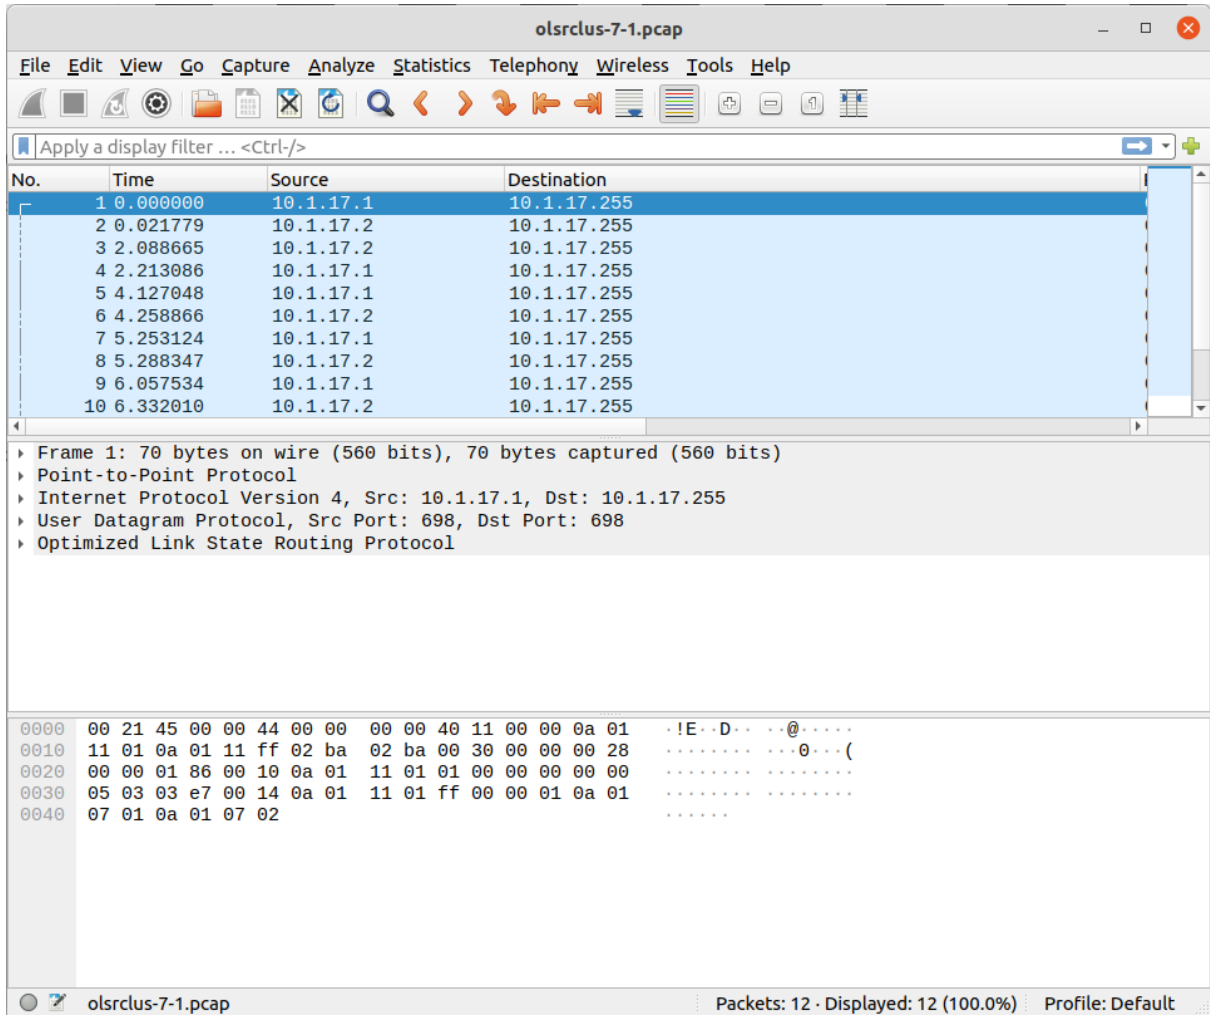 olsrclus-7-1.pcap
File Edit View Go Capture Analyze Statistics Telephony Wireless Tools Help
Apply a display filter … <Ctrl-/>
No. Time Source Destination
1 0.000000 10.1.17.1 10.1.17.255
2 0.021779 10.1.17.2 10.1.17.255
3 2.088665 10.1.17.2 10.1.17.255
4 2.213086 10.1.17.1 10.1.17.255
5 4.127048 10.1.17.1 10.1.17.255
6 4.258866 10.1.17.2 10.1.17.255
7 5.253124 10.1.17.1 10.1.17.255
8 5.288347 10.1.17.2 10.1.17.255
9 6.057534 10.1.17.1 10.1.17.255
10 6.332010 10.1.17.2 10.1.17.255
Frame 1: 70 bytes on wire (560 bits), 70 bytes captured (560 bits)
Point-to-Point Protocol
Internet Protocol Version 4, Src: 10.1.17.1, Dst: 10.1.17.255
User Datagram Protocol, Src Port: 698, Dst Port: 698
Optimized Link State Routing Protocol
0000 00 21 45 00 00 44 00 00 00 00 40 11 00 00 0a 01 ·!E··D·· ··@·····
0010 11 01 0a 01 11 ff 02 ba 02 ba 00 30 00 00 00 28 ········ ···0···(
0020 00 00 01 86 00 10 0a 01 11 01 01 00 00 00 00 00 ········ ········
0030 05 03 03 e7 00 14 0a 01 11 01 ff 00 00 01 0a 01 ········ ········
0040 07 01 0a 01 07 02 ······
olsrclus-7-1.pcap Packets: 12 · Displayed: 12 (100.0%) Profile: Default